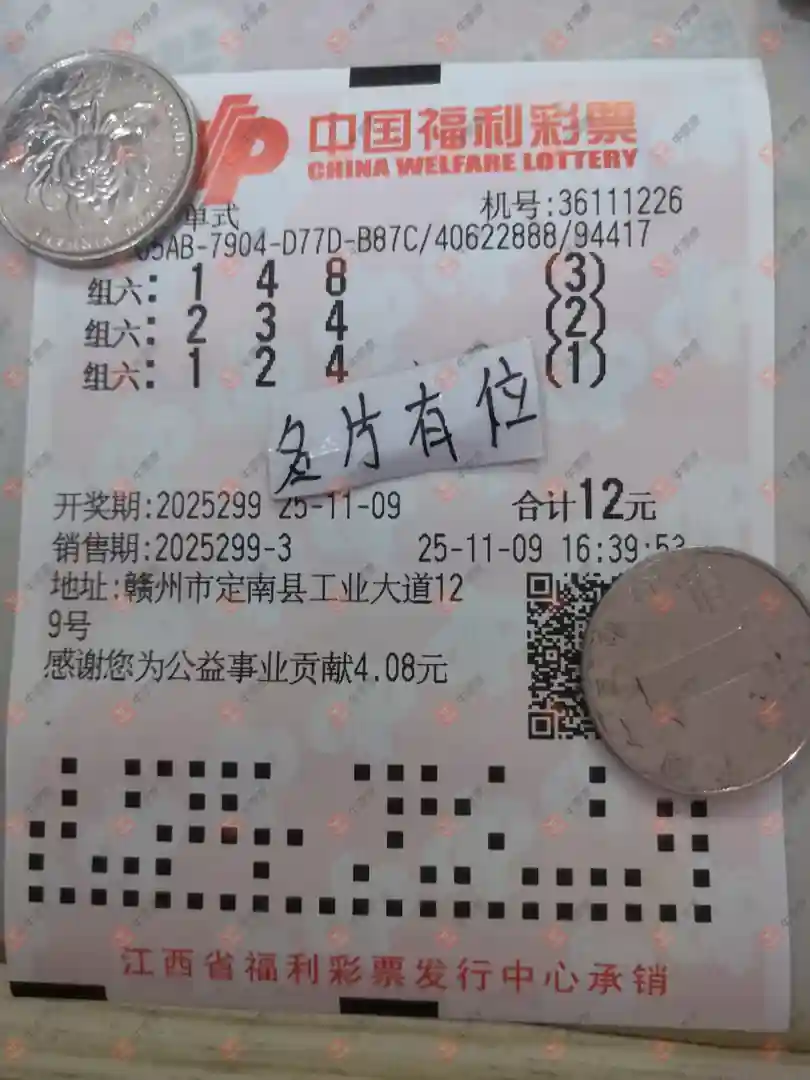 中国福利彩票
CHINA WELFARE LOTTERY
单式 机号:36111226
05AB-7904-D77D-B87C/40622888/94417
组六: 1 4 8 (3)
组六: 2 3 4 (2)
组六: 1 2 4 (1)
名片有位
开奖期:2025299 25-11-09 合计12元
销售期:2025299-3 25-11-09 16:39:53
地址:赣州市定南县工业大道12
9号
感谢您为公益事业贡献4.08元
江西省福利彩票发行中心承销